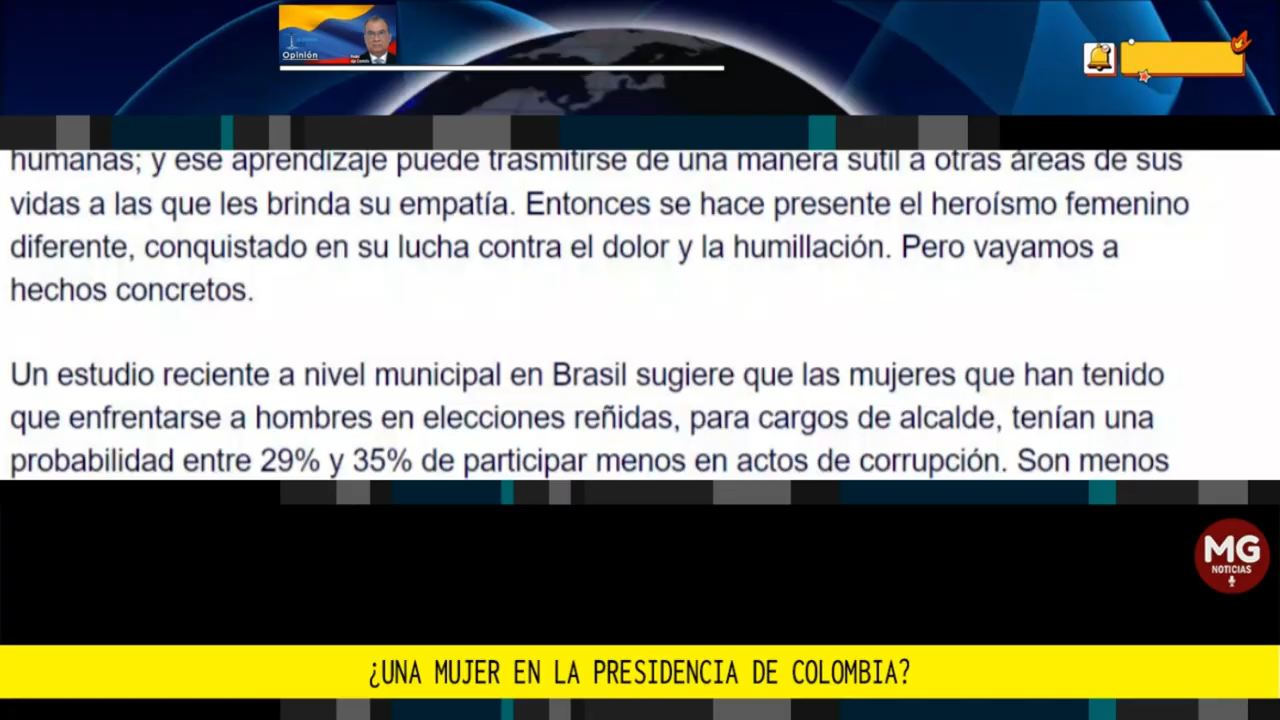 Opinión
humanas; y ese aprendizaje puede trasmitirse de una manera sutil a otras áreas de sus
vidas a las que les brinda su empatía. Entonces se hace presente el heroísmo femenino
diferente, conquistado en su lucha contra el dolor y la humillación. Pero vayamos a
hechos concretos.
Un estudio reciente a nivel municipal en Brasil sugiere que las mujeres que han tenido
que enfrentarse a hombres en elecciones reñidas, para cargos de alcalde, tenían una
probabilidad entre 29% y 35% de participar menos en actos de corrupción. Son menos
MG
NOTICIAS
¿UNA MUJER EN LA PRESIDENCIA DE COLOMBIA?